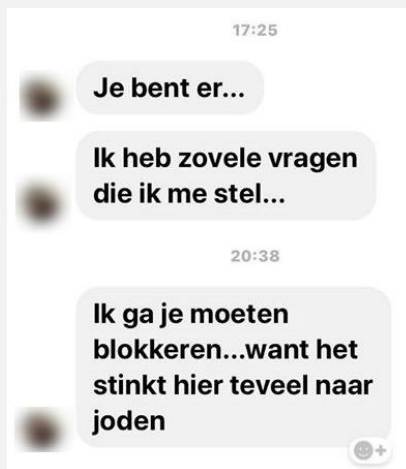 17:25
Je bent er...
Ik heb zovele vragen
die ik me stel...
20:38
Ik ga je moeten
blokkeren...want het
stinkt hier teveel naar
joden